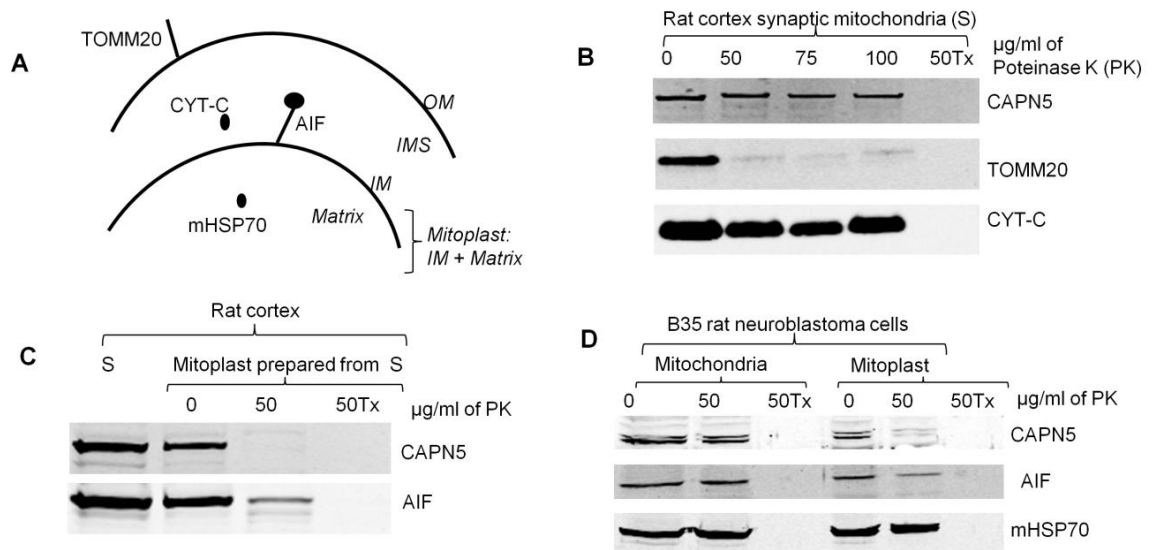 A
TOMM20
CYT-C
AIF
OM
IMS
IM
mHSP70
Matrix
Mitoplast:
IM + Matrix
B
Rat cortex synaptic mitochondria (S)
0 50 75 100 50Tx
µg/ml of
Poteinase K (PK)
CAPN5
TOMM20
CYT-C
C
Rat cortex
S Mitoplast prepared from S
0 50 50Tx µg/ml of PK
CAPN5
AIF
D
B35 rat neuroblastoma cells
Mitochondria Mitoplast
0 50 50Tx 0 50 50Tx µg/ml of PK
CAPN5
AIF
mHSP70